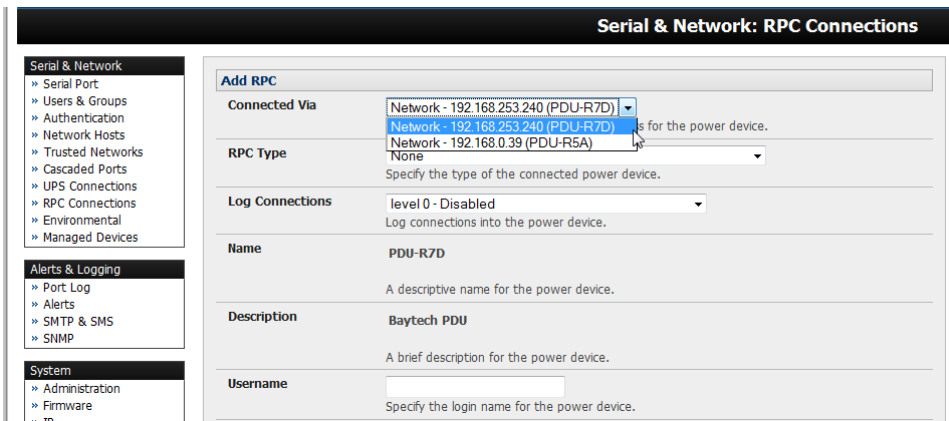 Serial & Network: RPC Connections
Serial & Network
» Serial Port
» Users & Groups
» Authentication
» Network Hosts
» Trusted Networks
» Cascaded Ports
» UPS Connections
» RPC Connections
» Environmental
» Managed Devices
Alerts & Logging
» Port Log
» Alerts
» SMTP & SMS
» SNMP
System
» Administration
» Firmware
Add RPC
Connected Via
Network - 192.168.253.240 (PDU-R7D)
Network - 192.168.253.240 (PDU-R7D)
s for the power device.
Network - 192.168.0.39 (PDU-R5A)
RPC Type
None
Specify the type of the connected power device.
Log Connections
level 0 - Disabled
Log connections into the power device.
Name
PDU-R7D
A descriptive name for the power device.
Description
Baytech PDU
A brief description for the power device.
Username
Specify the login name for the power device.